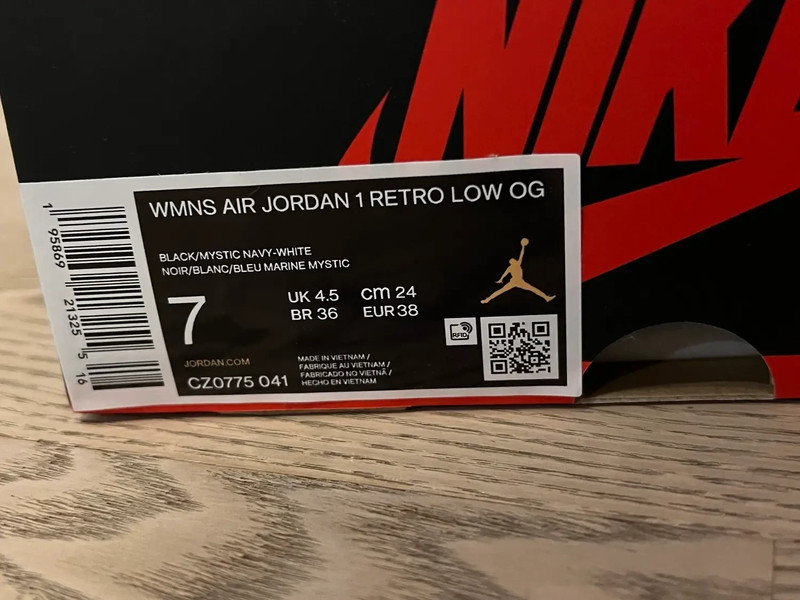 NIKE
WMNS AIR JORDAN 1 RETRO LOW OG
BLACK/MYSTIC NAVY-WHITE
NOIR/BLANC/BLEU MARINE MYSTIC
7
UK 4.5 cm 24
BR 36 EUR 38
JORDAN.COM
CZ0775 041
MADE IN VIETNAM /
FABRIQUE AU VIETNAM /
FABRICADO NO VIETNÃ /
HECHO EN VIETNAM
RFID
1 95869 21325 5 16